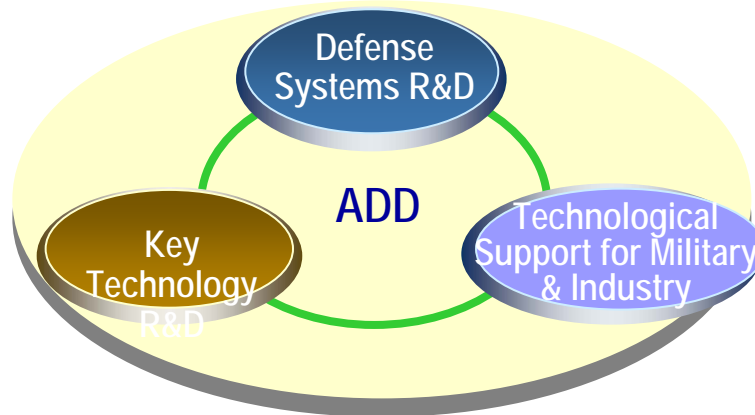 Defense
Systems R&D
ADD
Key
Technology
R&D
Technological
Support for Military
& Industry